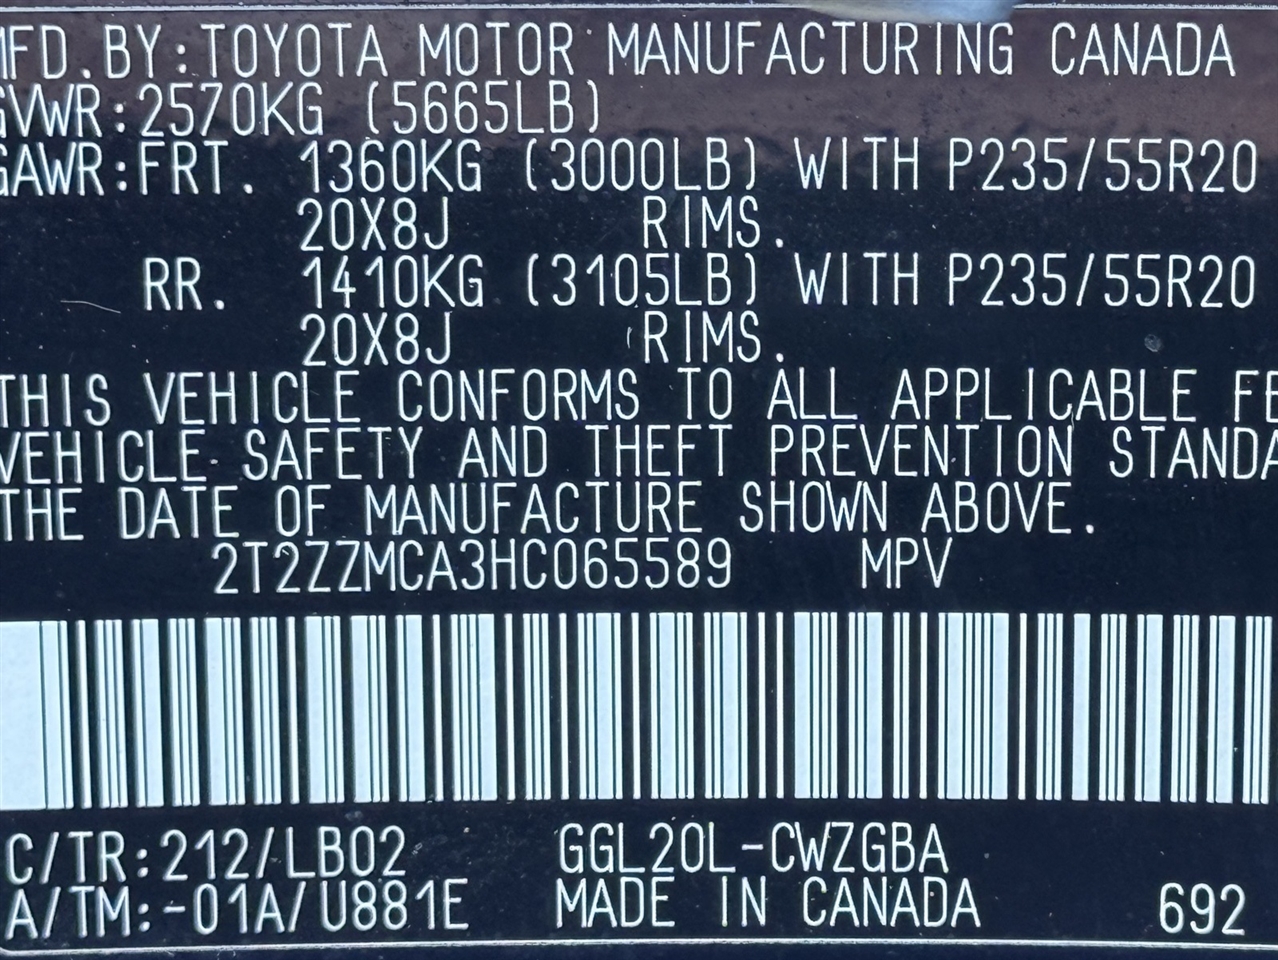 MFD.BY:TOYOTA MOTOR MANUFACTURING CANADA
GVWR:2570KG (5665LB)
GAWR:FRT. 1360KG (3000LB) WITH P235/55R20
20X8J RIMS.
RR. 1410KG (3105LB) WITH P235/55R20
20X8J RIMS.
THIS VEHICLE CONFORMS TO ALL APPLICABLE FE
VEHICLE SAFETY AND THEFT PREVENTION STANDA
THE DATE OF MANUFACTURE SHOWN ABOVE.
2T2ZZMCA3HC065589 MPV
C/TR:212/LB02 GGL20L-CWZGBA
A/TM:-01A/U881E MADE IN CANADA 692